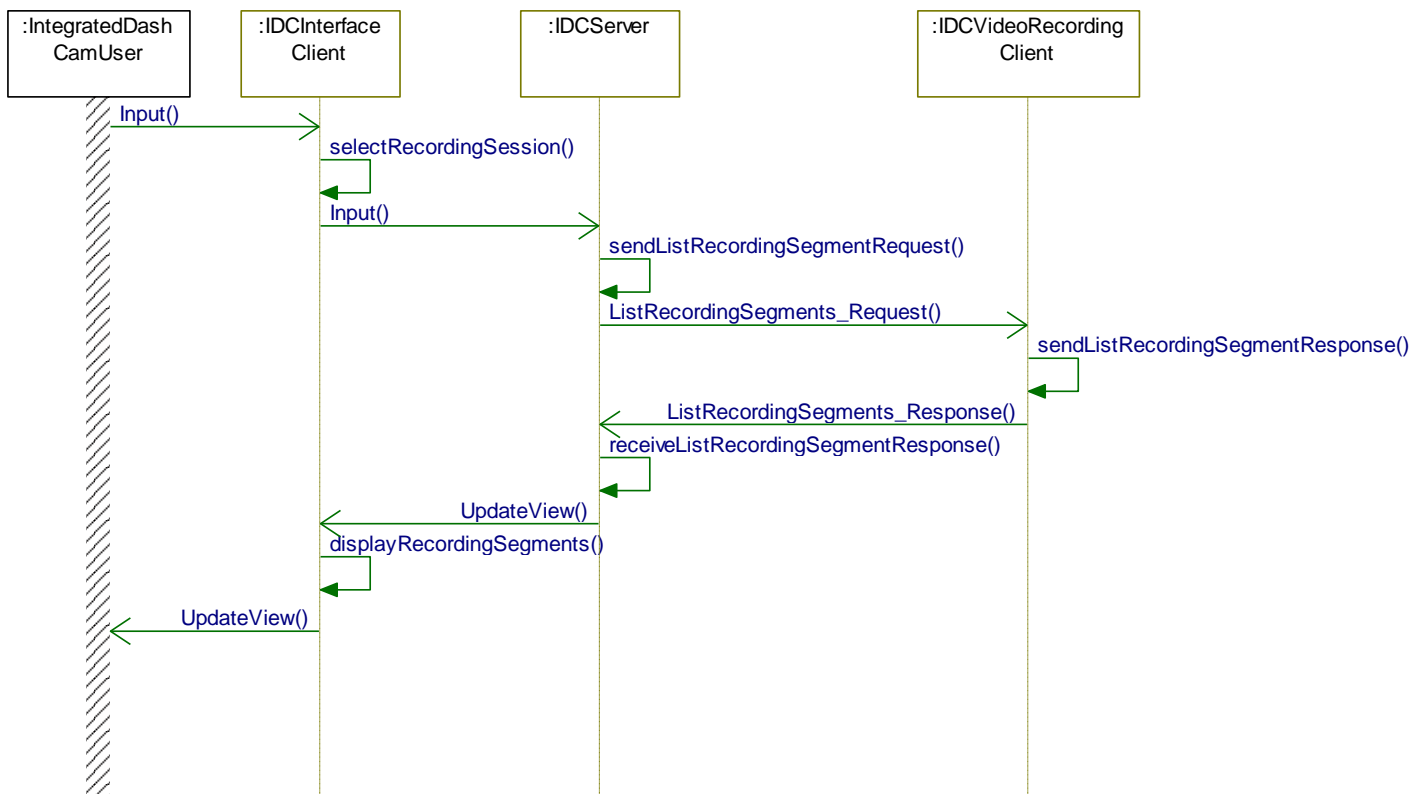 :IntegratedDash
CamUser
:IDCInterface
Client
:IDCServer
:IDCVideoRecording
Client
Input()
selectRecordingSession()
Input()
sendListRecordingSegmentRequest()
ListRecordingSegments_Request()
sendListRecordingSegmentResponse()
ListRecordingSegments_Response()
receiveListRecordingSegmentResponse()
UpdateView()
displayRecordingSegments()
UpdateView()